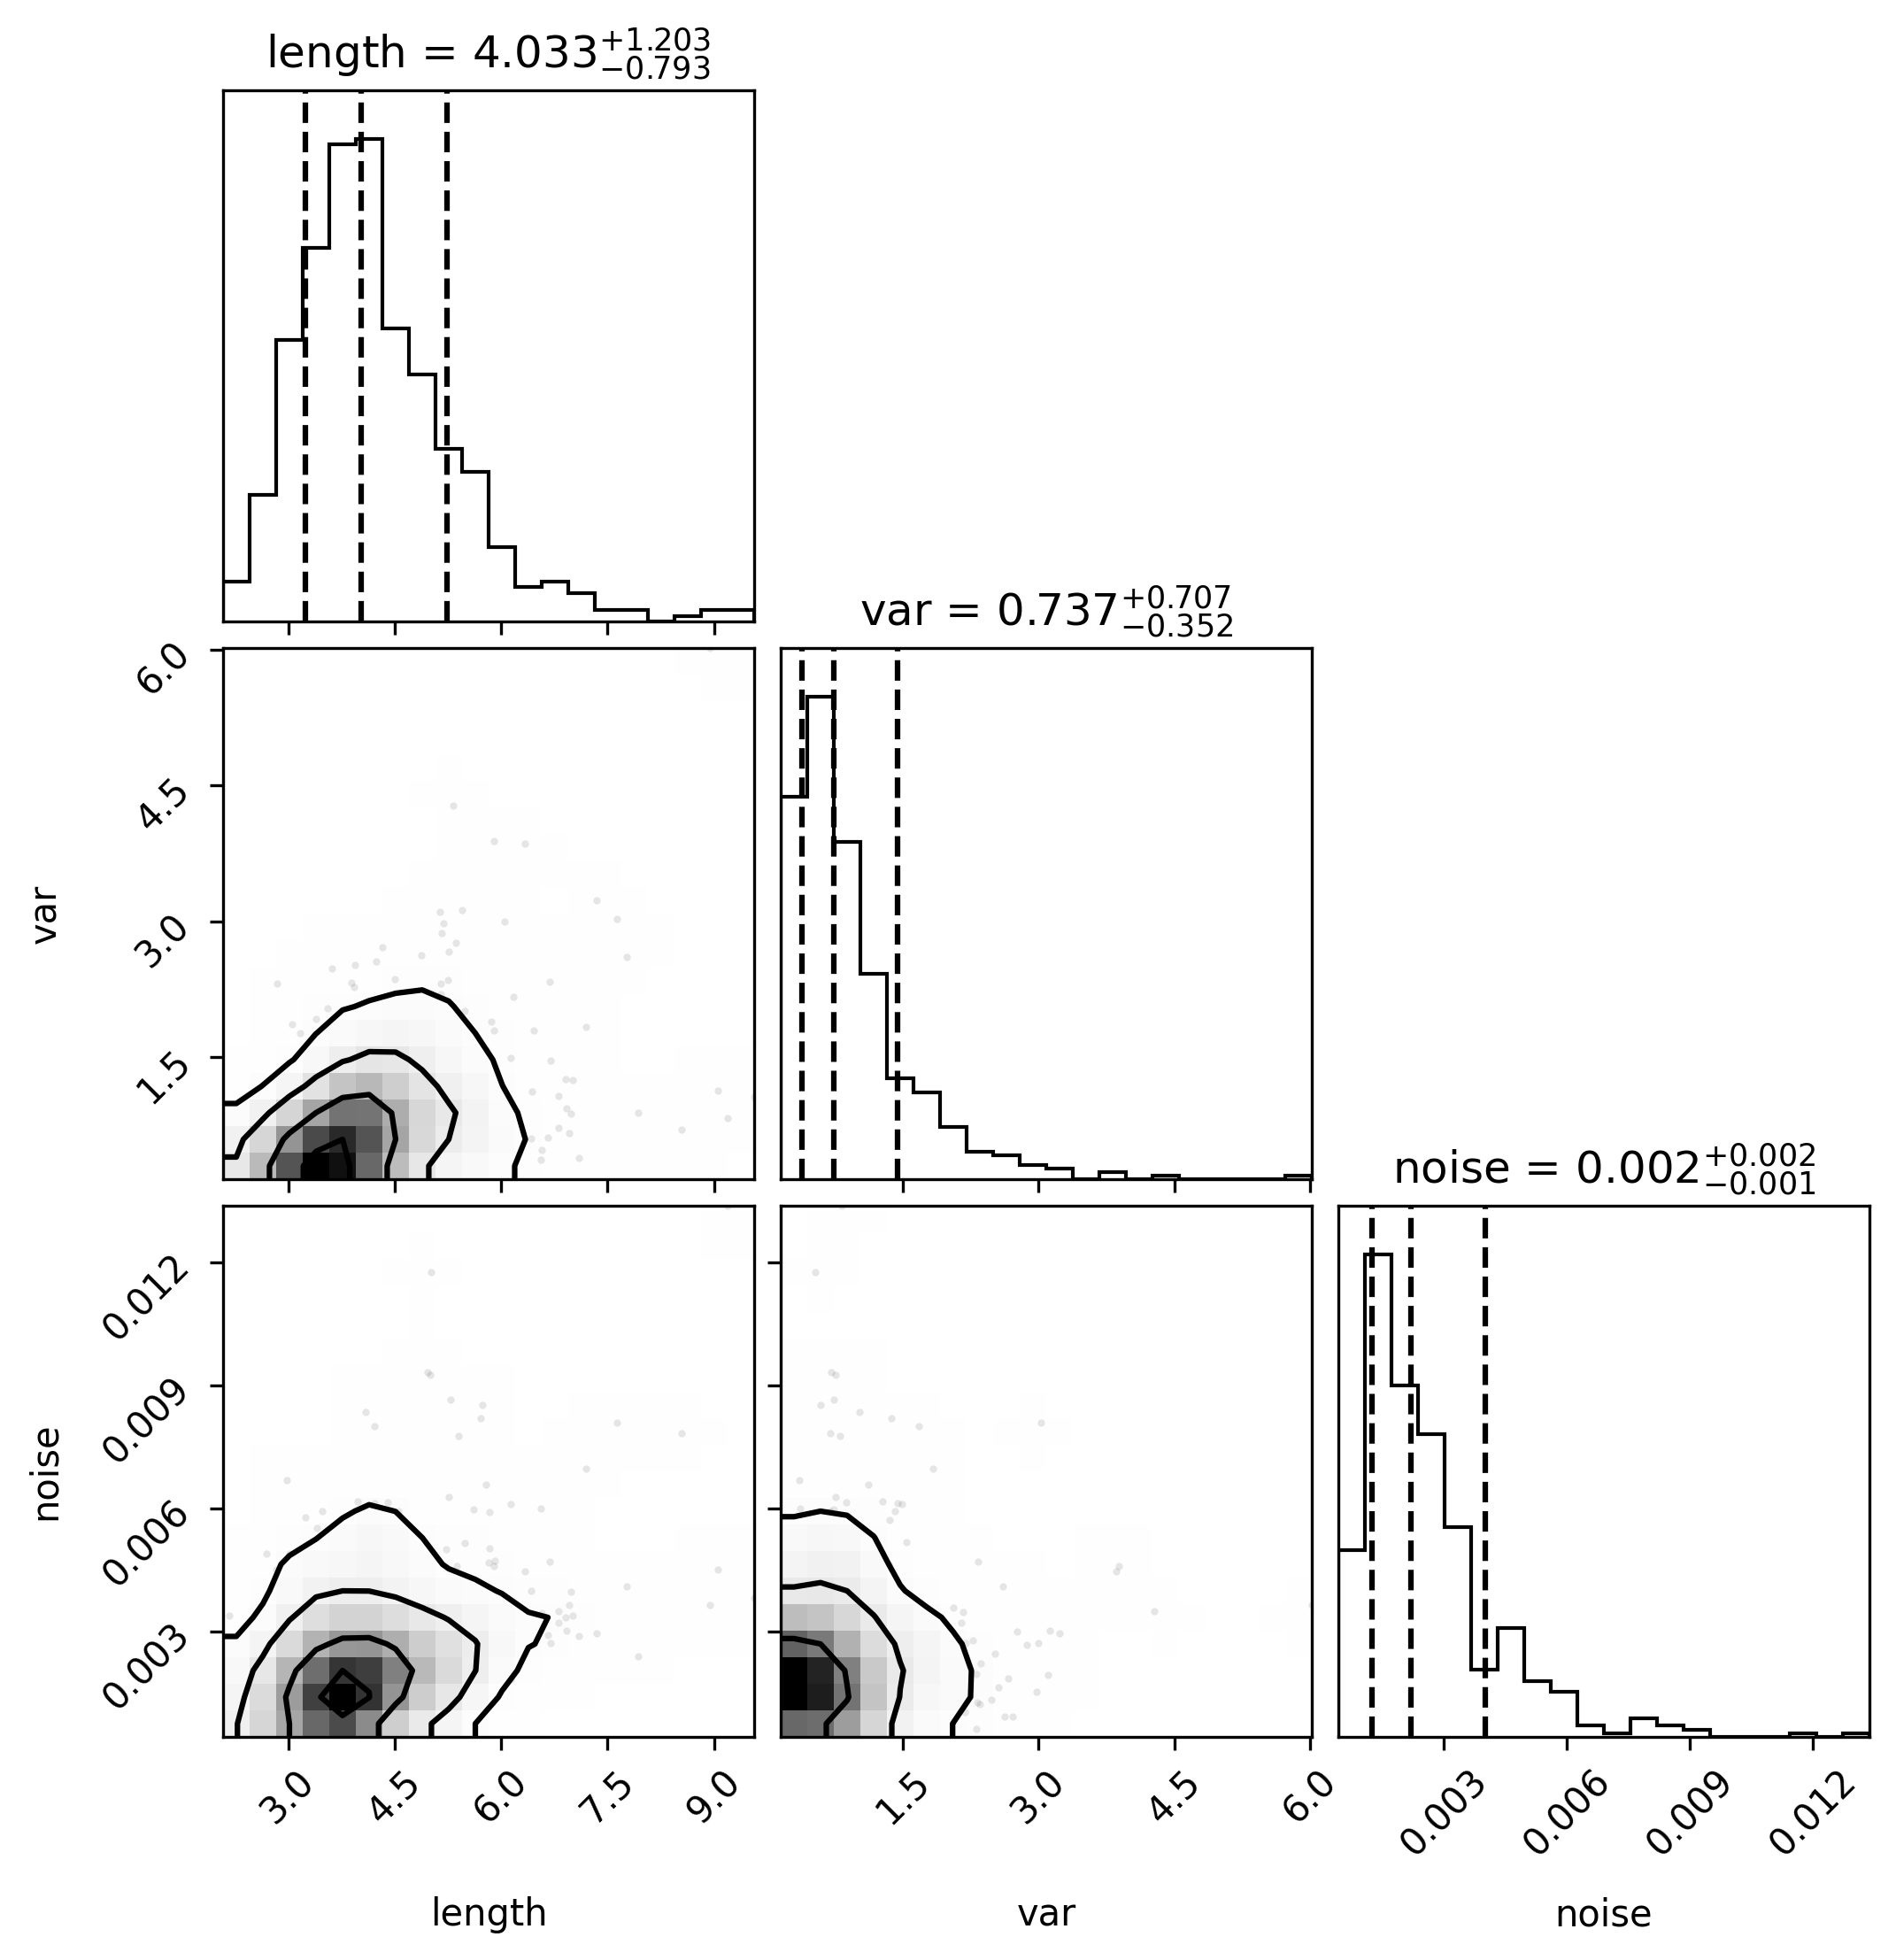 length = 4.033 +1.203 −0.793
var = 0.737 +0.707 −0.352
6.0
4.5
3.0
1.5
var
noise = 0.002 +0.002 −0.001
0.012
0.009
0.006
0.003
noise
3.0 4.5 6.0 7.5 9.0 1.5 3.0 4.5 6.0 0.003 0.006 0.009 0.012
length var noise